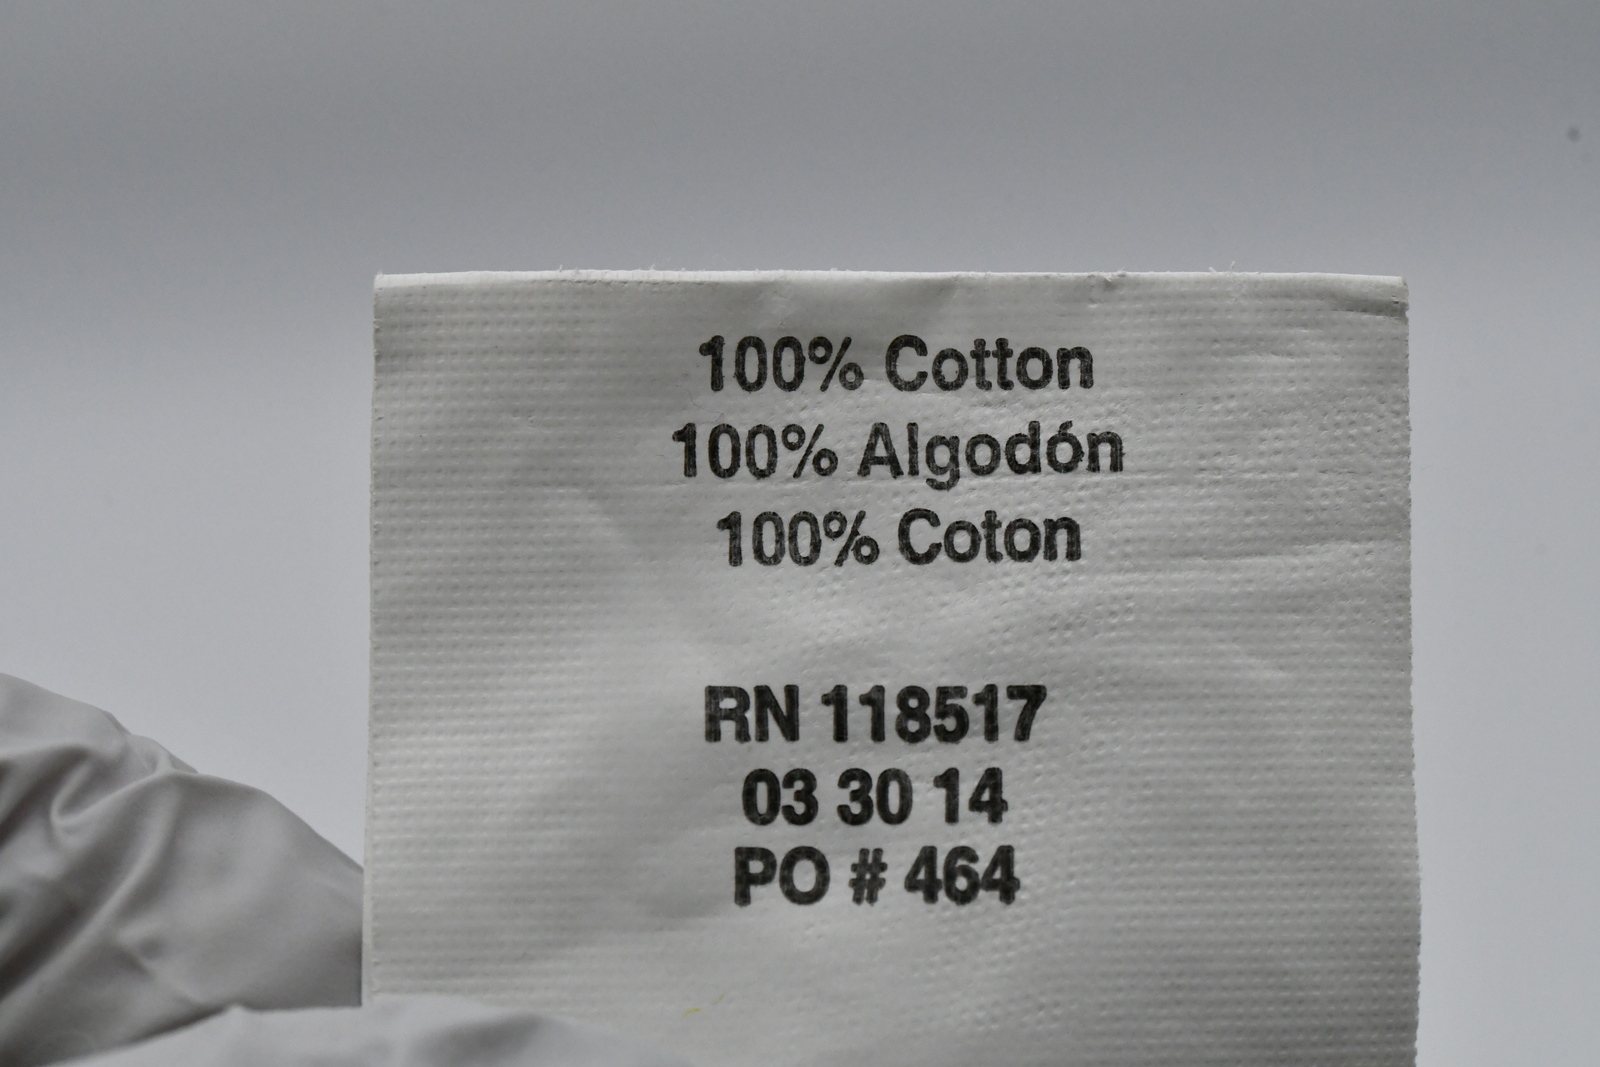 100% Cotton
100% Algodón
100% Coton
RN 118517
03 30 14
PO # 464